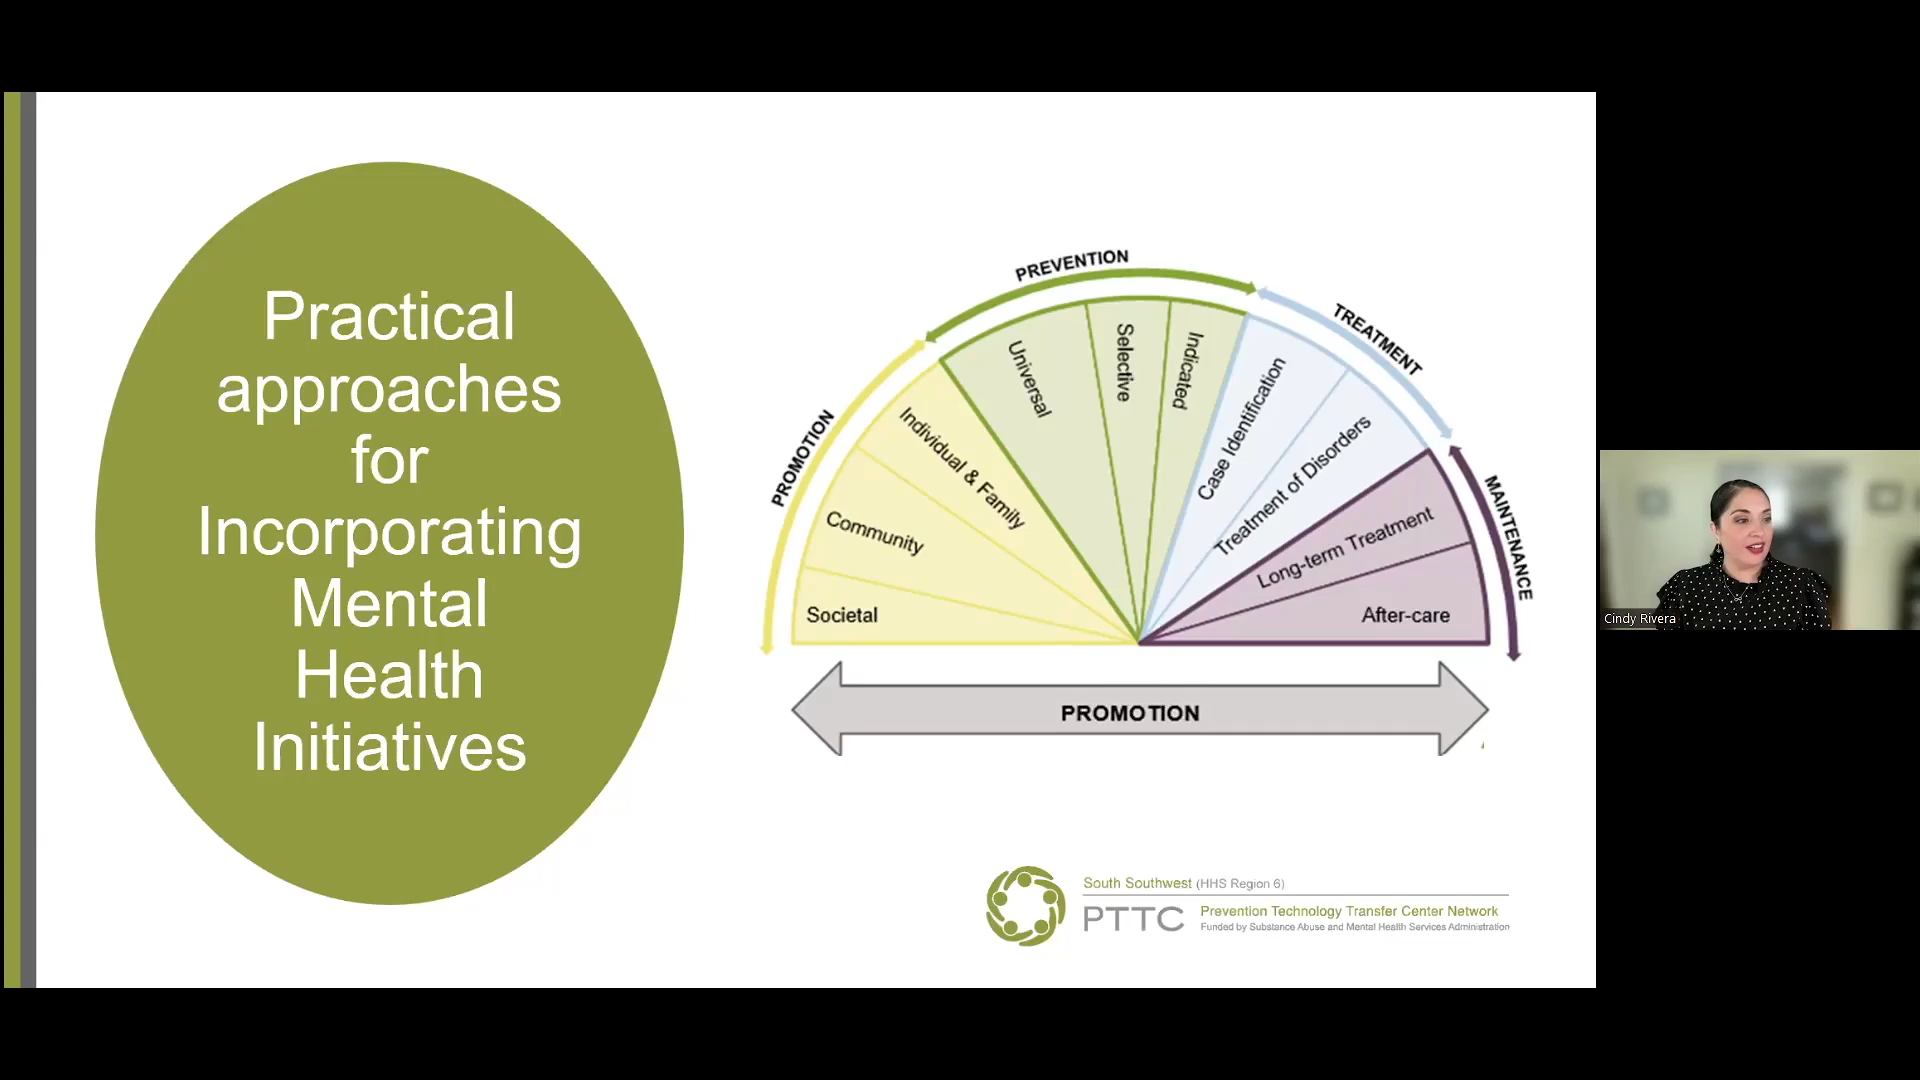 Practical
approaches
for
Incorporating
Mental
Health
Initiatives
PROMOTION
PREVENTION
TREATMENT
MAINTENANCE
Societal
Community
Individual & Family
Universal
Selective
Indicated
Case Identification
Treatment of Disorders
Long-term Treatment
After-care
PROMOTION
South Southwest (HHS Region 6)
PTTC
Prevention Technology Transfer Center Network
Funded by Substance Abuse and Mental Health Services Administration
Cindy Rivera